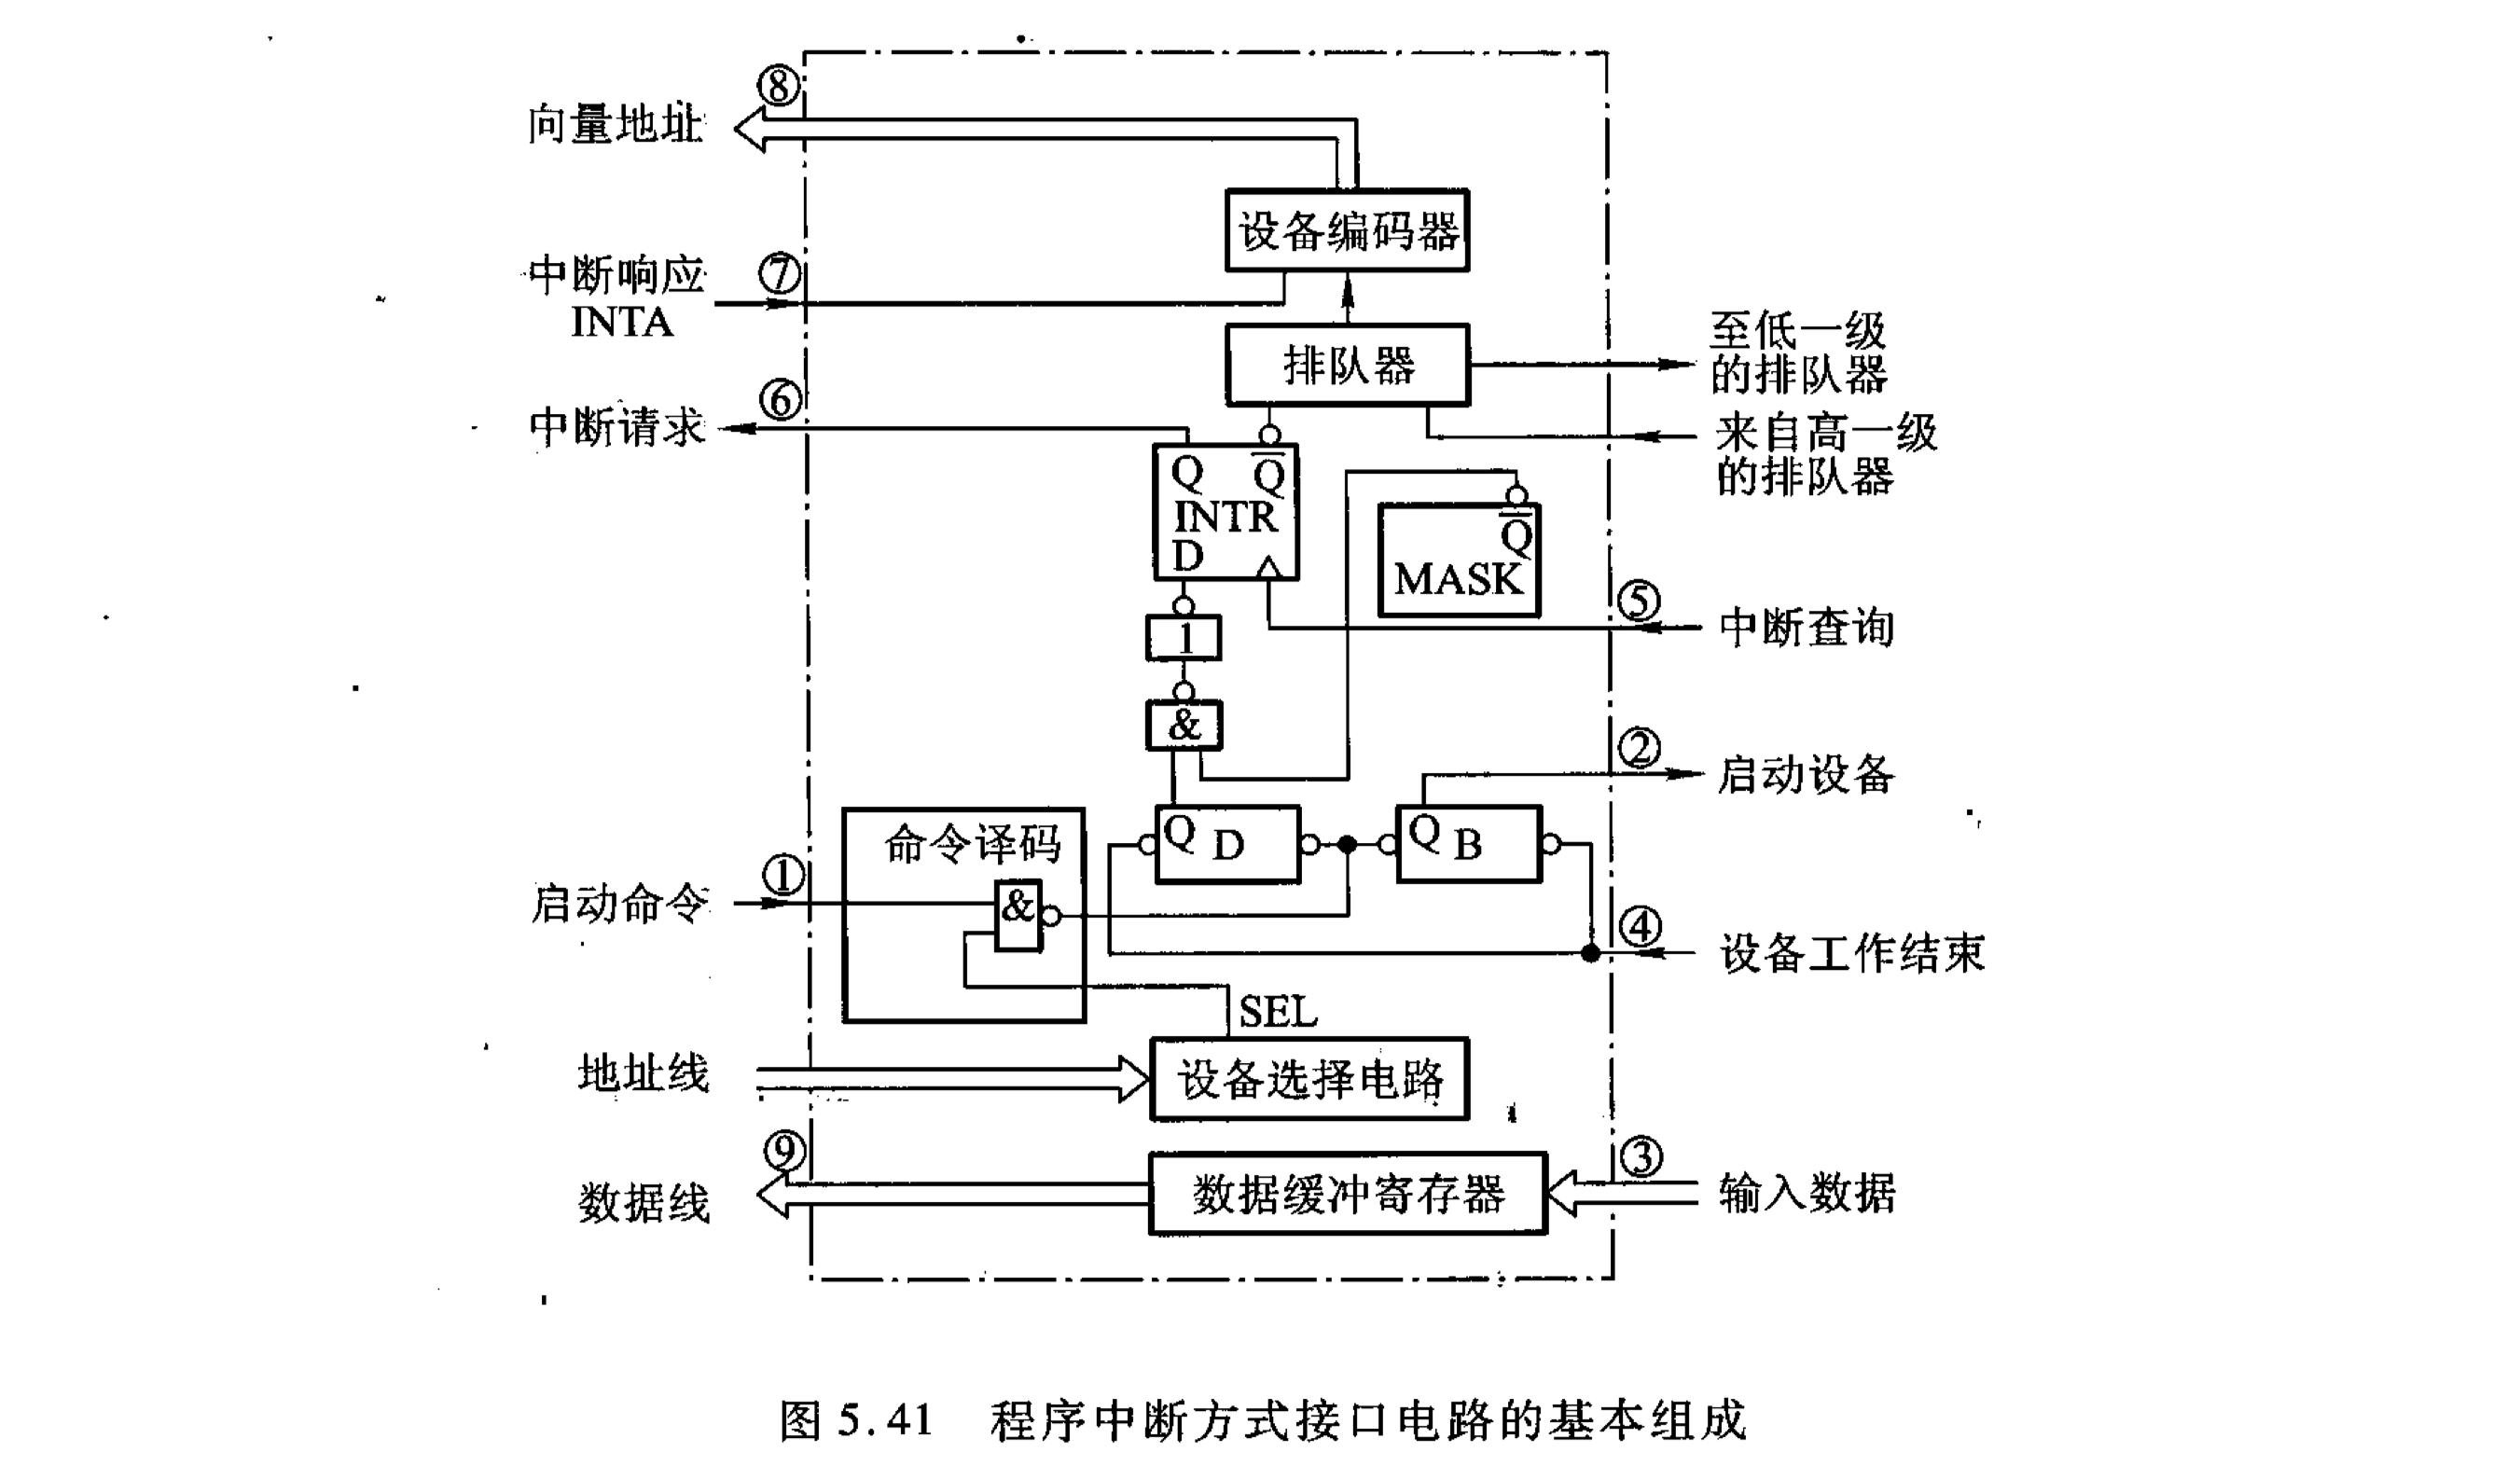 ⑧
向量地址
设备编码器
中断响应
INTA
⑦
至低一级
的排队器
排队器
⑥
中断请求
来自高一级
的排队器
Q Q̅
INTR
D
Q̅
MASK
⑤
中断查询
1
&
②
启动设备
命令译码
Q D
Q B
①
启动命令
&
④
设备工作结束
SEL
地址线
设备选择电路
⑨
数据线
数据缓冲寄存器
③
输入数据
图 5.41 程序中断方式接口电路的基本组成